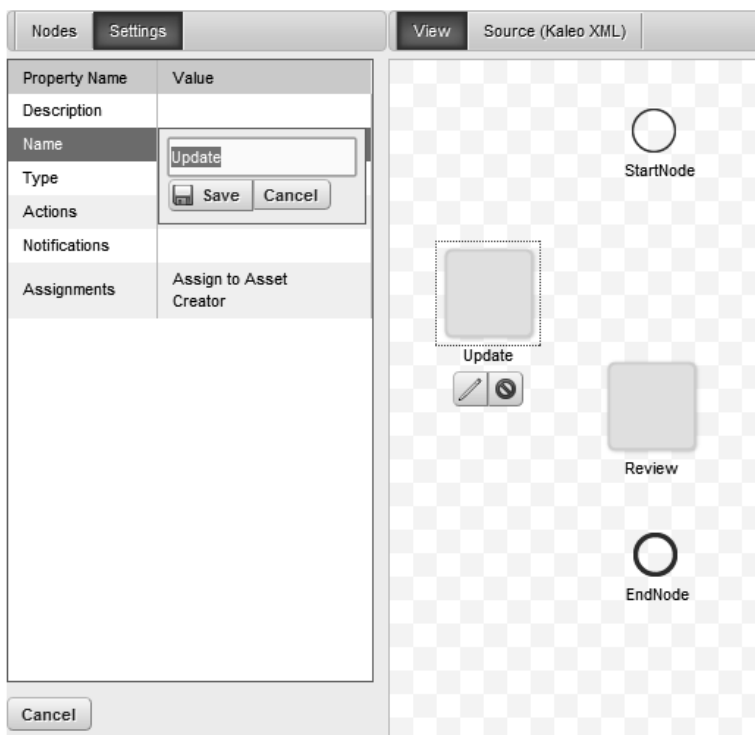 Nodes Settings
View Source (Kaleo XML)
Property Name Value
Description
Name
Update
Type
Save Cancel
Actions
Notifications
Assignments
Assign to Asset
Creator
Cancel
StartNode
Update
Review
EndNode